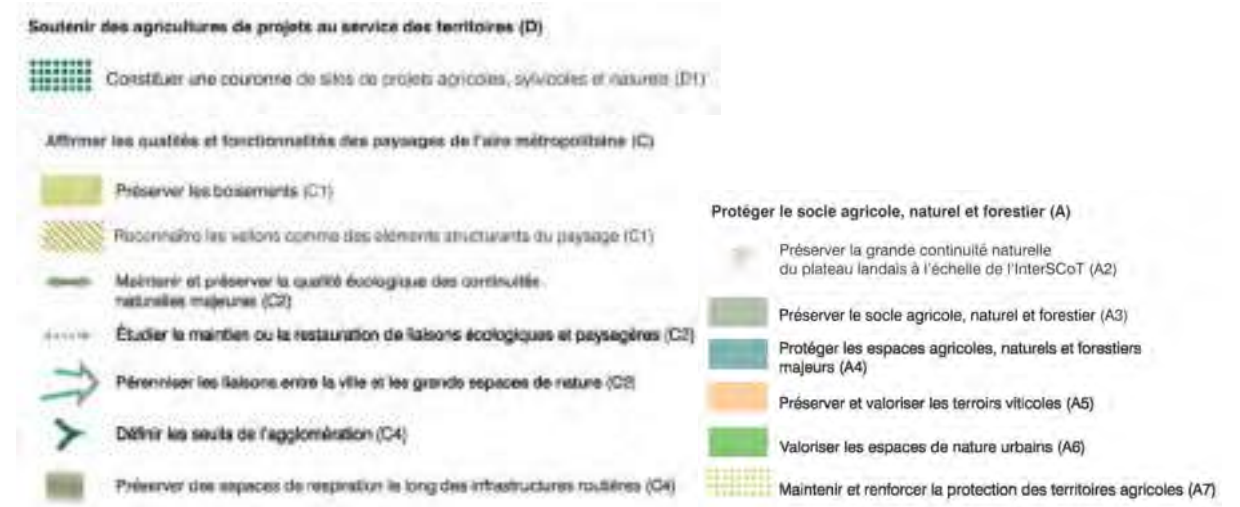 Soutenir des agricultures de projets au service des territoires (D)
Constituer une couronne de sites de projets agricoles, sylvicoles et naturels (D1)
Affirmer les qualités et fonctionnalités des paysages de l'aire métropolitaine (C)
Préserver les boisements (C1)
Reconnaître les vallons comme des éléments structurants du paysage (C1)
Maintenir et préserver la qualité écologique des continuités
naturelles majeures (C2)
Étudier le maintien ou la restauration de liaisons écologiques et paysagères (C2)
Pérenniser les liaisons entre la ville et les grands espaces de nature (C2)
Définir les seuils de l'agglomération (C4)
Préserver des espaces de respiration le long des infrastructures routières (C4)
Protéger le socle agricole, naturel et forestier (A)
Préserver la grande continuité naturelle
du plateau landais à l'échelle de l'InterSCoT (A2)
Préserver le socle agricole, naturel et forestier (A3)
Protéger les espaces agricoles, naturels et forestiers
majeurs (A4)
Préserver et valoriser les terroirs viticoles (A5)
Valoriser les espaces de nature urbains (A6)
Maintenir et renforcer la protection des territoires agricoles (A7)